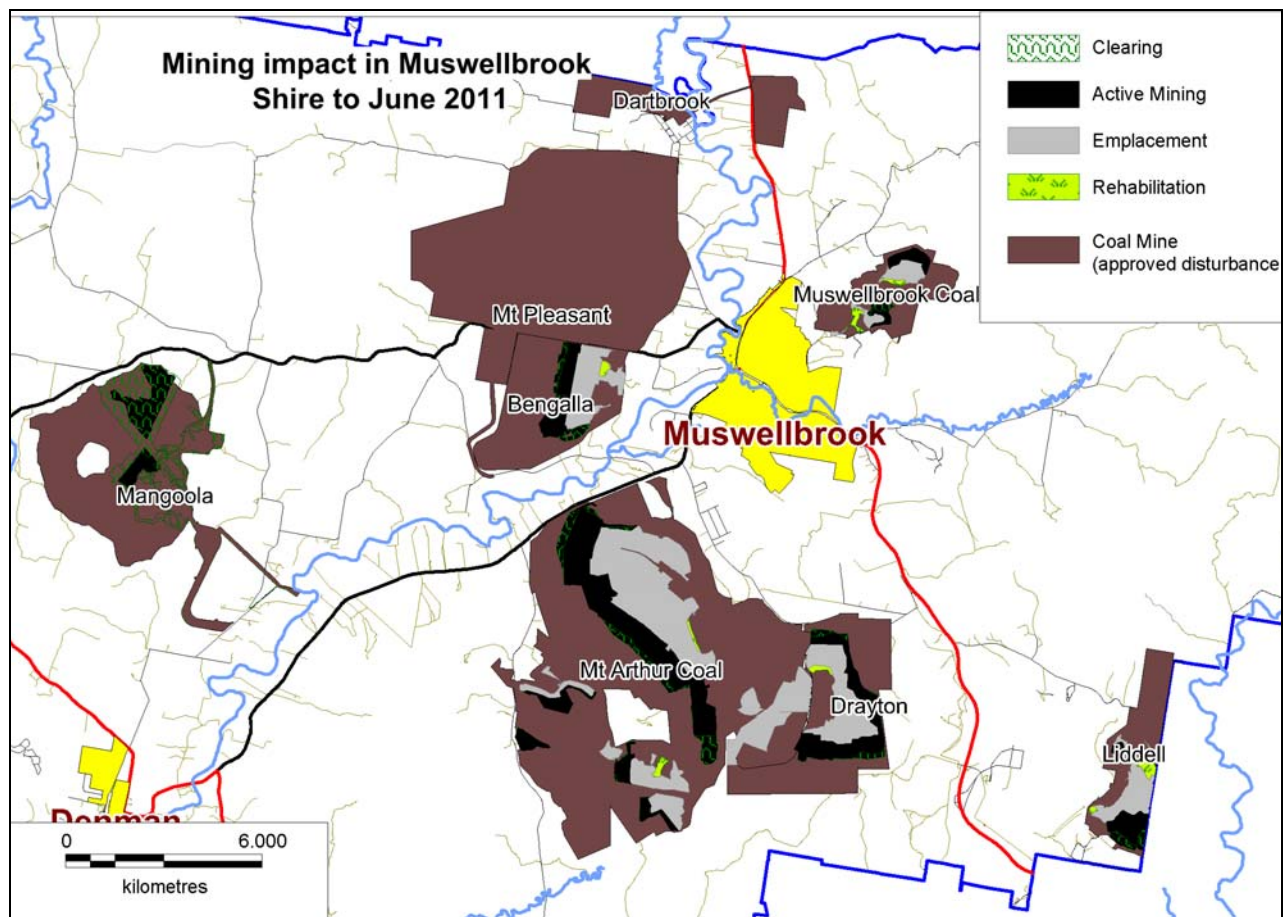 Mining impact in Muswellbrook
Shire to June 2011
Clearing
Active Mining
Emplacement
Rehabilitation
Coal Mine
(approved disturbance
Dartbrook
Muswellbrook Coal
Mt Pleasant
Bengalla
Muswellbrook
Mangoola
Mt Arthur Coal
Drayton
Liddell
Denman
0 6.000
kilometres